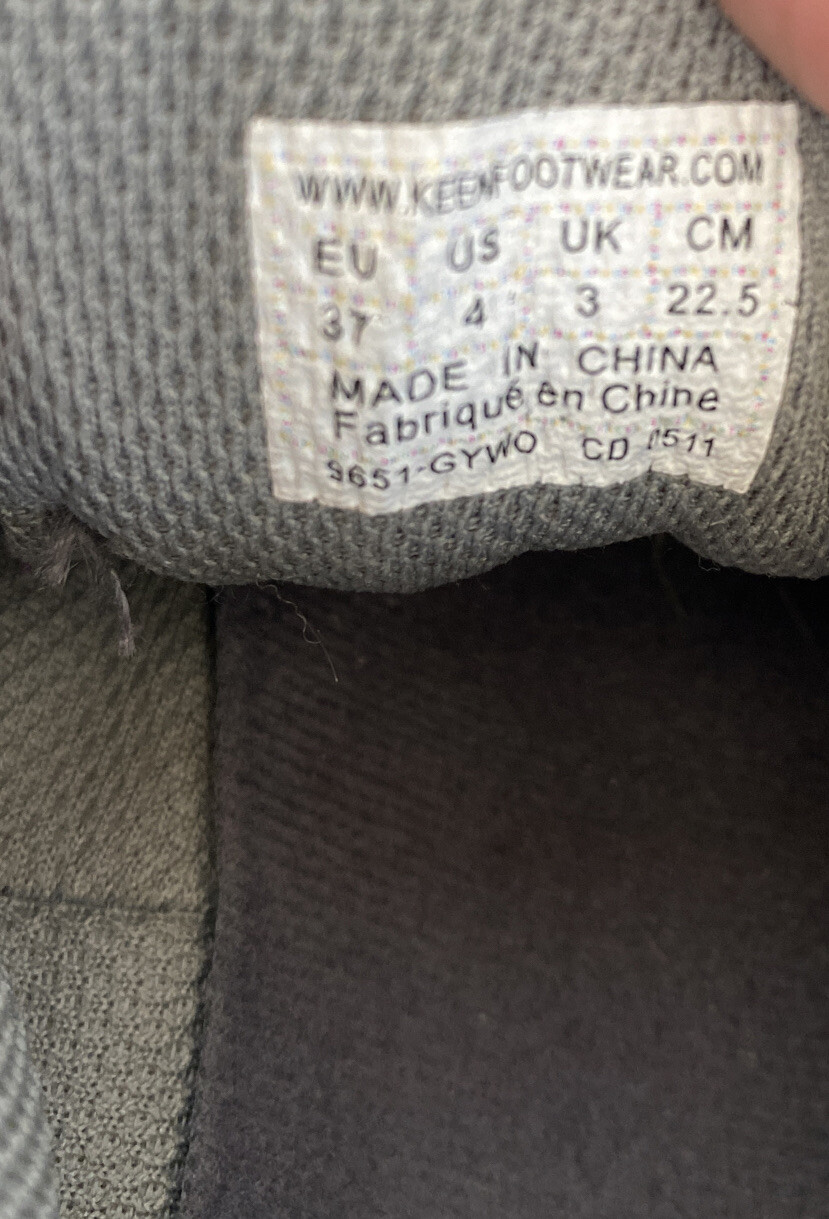 WWW.KEENFOOTWEAR.COM
EU US UK CM
37 4 3 22.5
MADE IN CHINA
Fabriqué en Chine
9651-GYWO CD